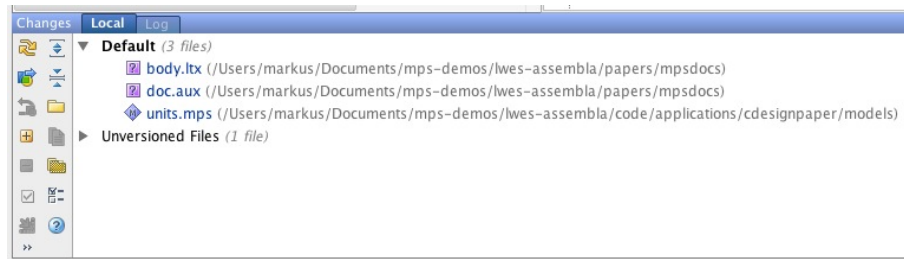 Changes Local Log
Default (3 files)
body.ltx (/Users/markus/Documents/mps-demos/lwes-assembla/papers/mpsdocs)
doc.aux (/Users/markus/Documents/mps-demos/lwes-assembla/papers/mpsdocs)
units.mps (/Users/markus/Documents/mps-demos/lwes-assembla/code/applications/cdesignpaper/models)
Unversioned Files (1 file)